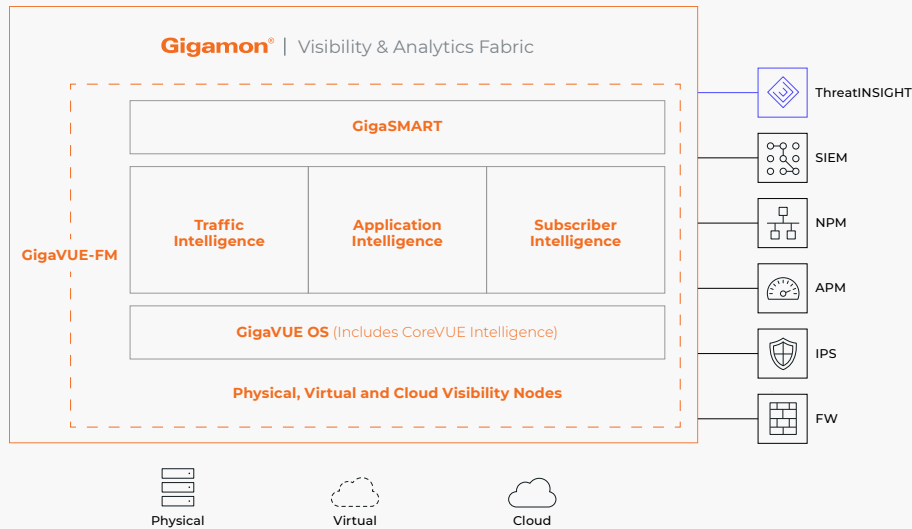 Gigamon® | Visibility & Analytics Fabric
GigaSMART
Traffic
Intelligence
Application
Intelligence
Subscriber
Intelligence
GigaVUE-FM
GigaVUE OS (Includes CoreVUE Intelligence)
Physical, Virtual and Cloud Visibility Nodes
ThreatINSIGHT
SIEM
NPM
APM
IPS
FW
Physical
Virtual
Cloud